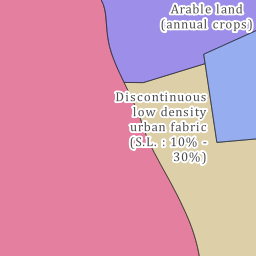 Arable land
(annual crops)
Discontinuous
low density
urban fabric
(S.L. : 10% -
30%)